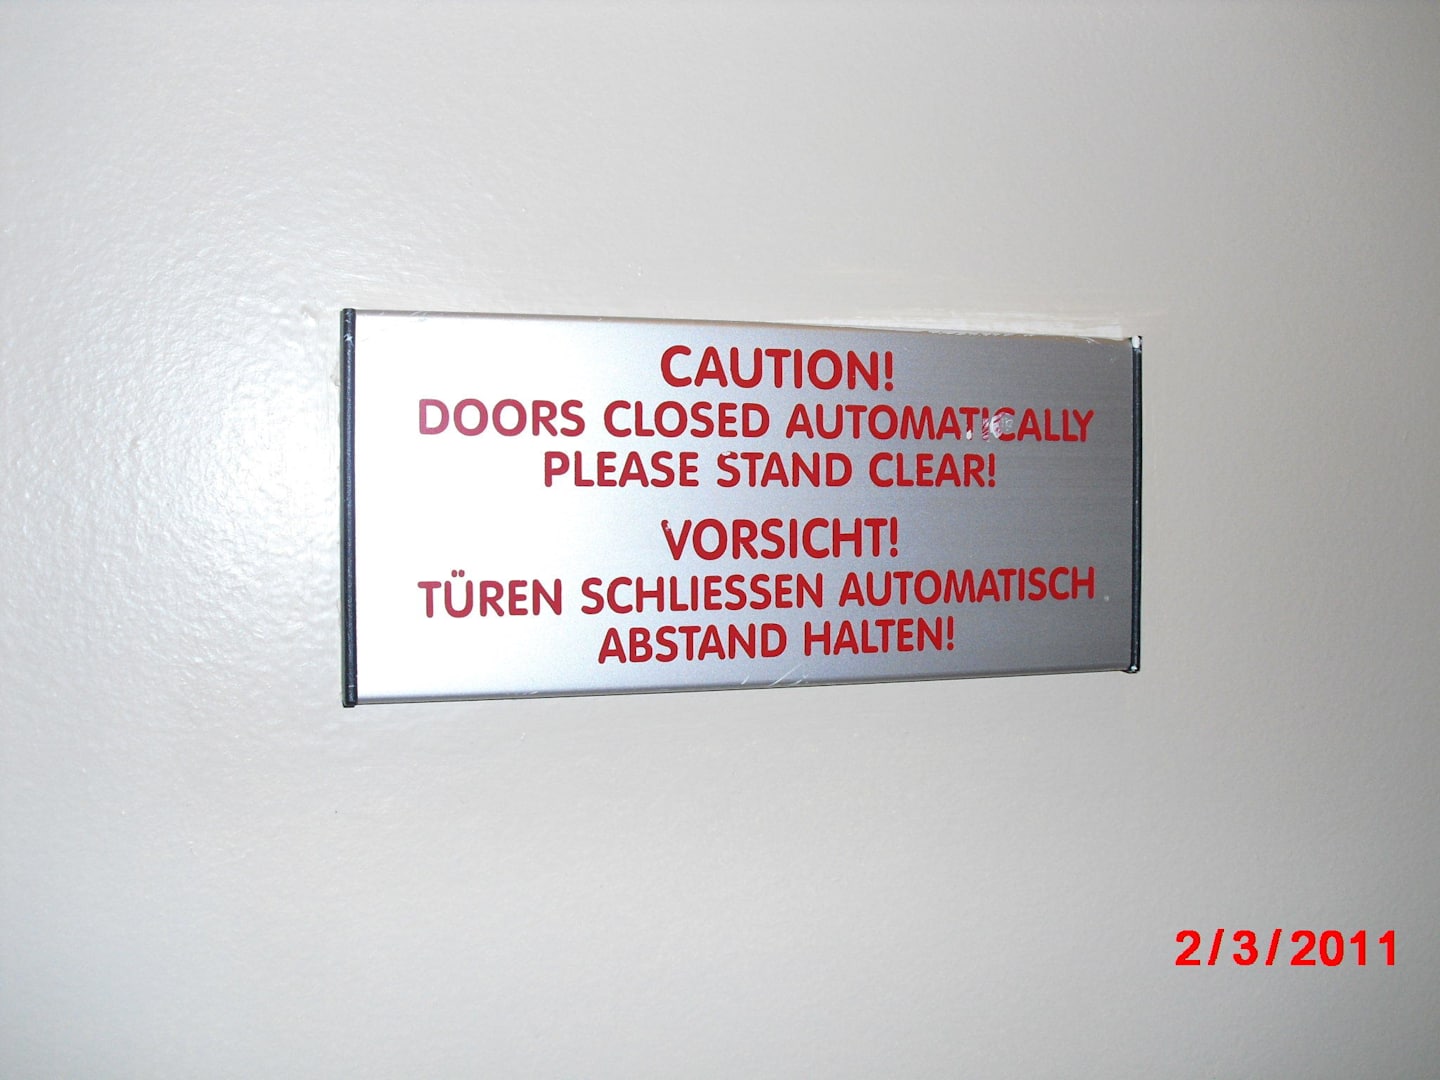 CAUTION!
DOORS CLOSED AUTOMATICALLY
PLEASE STAND CLEAR!
VORSICHT!
TÜREN SCHLIESSEN AUTOMATISCH
ABSTAND HALTEN!
2/3/2011